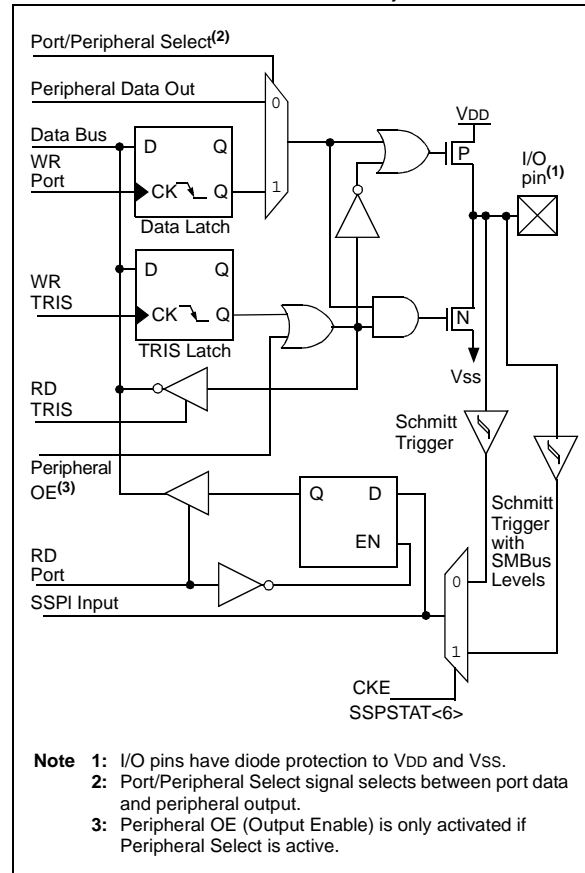 Port/Peripheral Select(2)
Peripheral Data Out
0
VDD
Data Bus
D Q
P
I/O
pin(1)
WR
Port
CK Q
1
Data Latch
D Q
WR
TRIS
CK Q
N
TRIS Latch
Vss
RD
TRIS
Schmitt
Trigger
Peripheral
OE(3)
Q D
EN
Schmitt
Trigger
with
SMBus
Levels
RD
Port
0
SSPI Input
1
CKE
SSPSTAT<6>
Note 1: I/O pins have diode protection to VDD and VSS.
2: Port/Peripheral Select signal selects between port data
and peripheral output.
3: Peripheral OE (Output Enable) is only activated if
Peripheral Select is active.